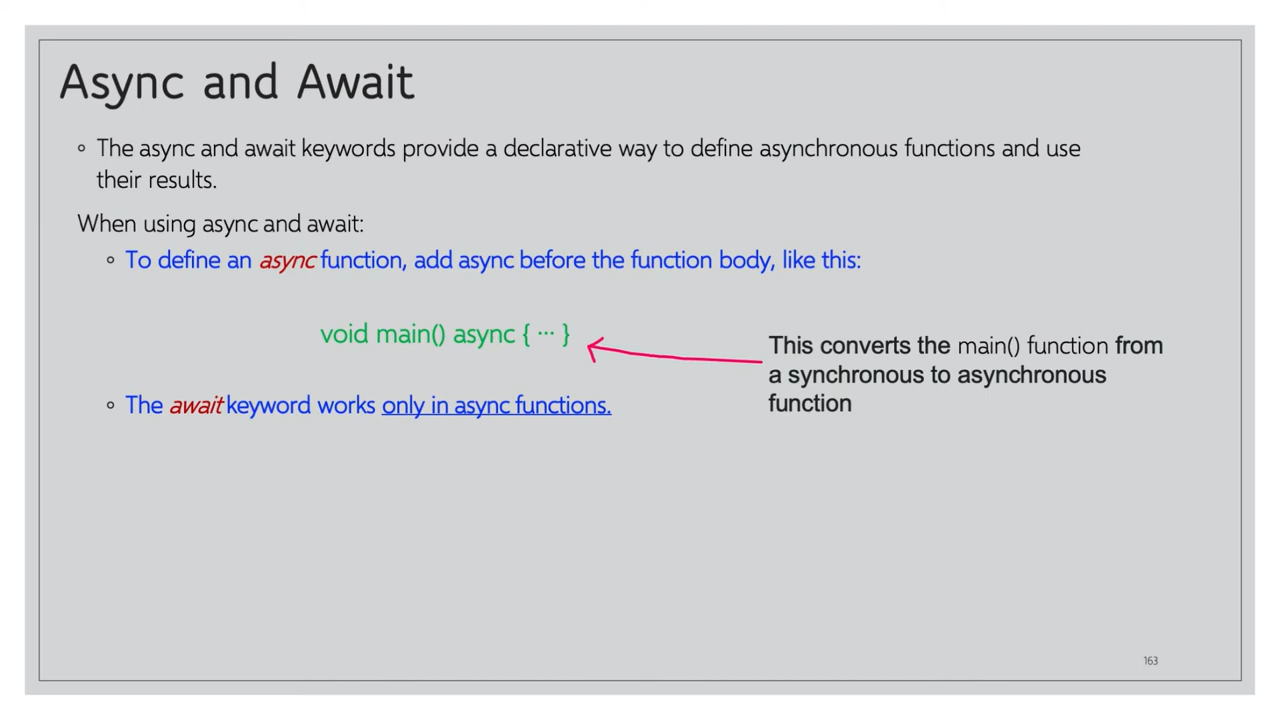 Async and Await
◦ The async and await keywords provide a declarative way to define asynchronous functions and use
their results.
When using async and await:
◦ To define an async function, add async before the function body, like this:
void main() async { ⋯ }
This converts the main() function from
a synchronous to asynchronous
function
◦ The await keyword works only in async functions.
163